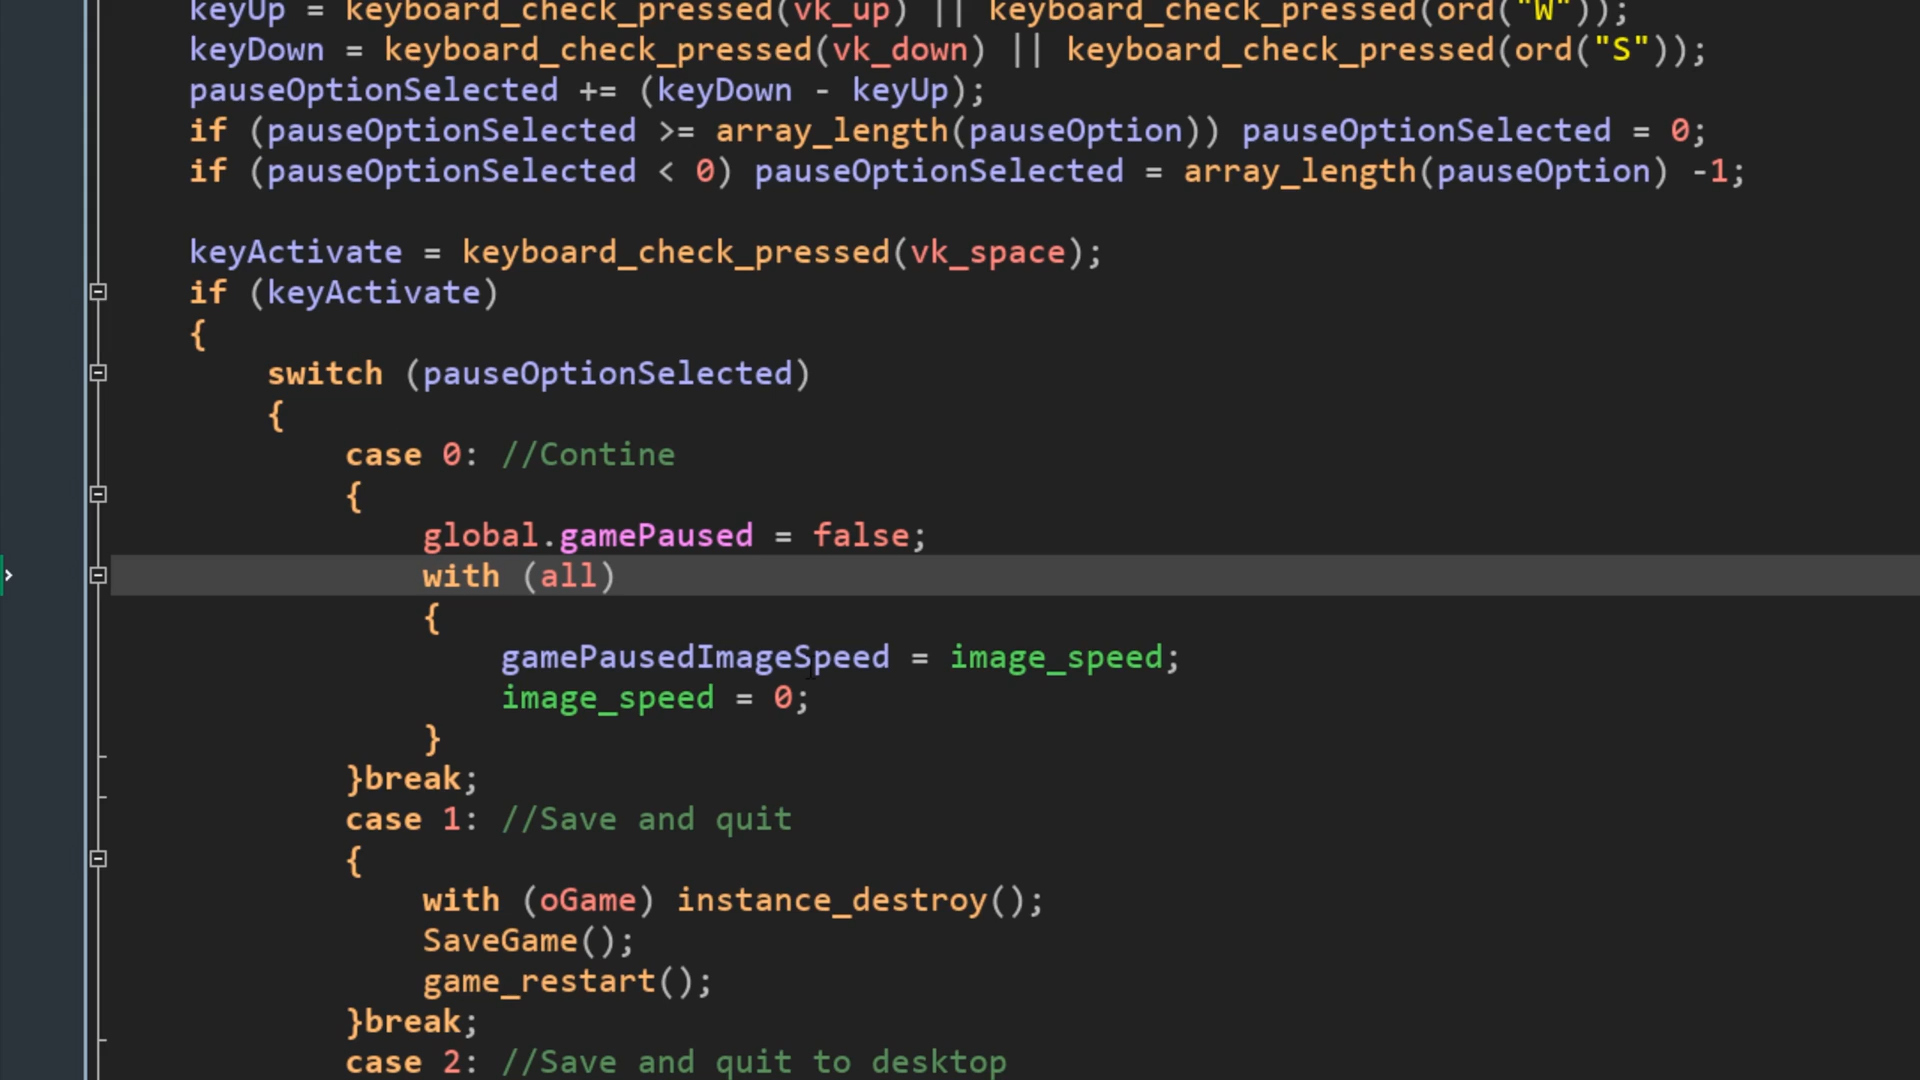 keyUp = keyboard_check_pressed(vk_up) || keyboard_check_pressed(ord("W"));
keyDown = keyboard_check_pressed(vk_down) || keyboard_check_pressed(ord("S"));
pauseOptionSelected += (keyDown - keyUp);
if (pauseOptionSelected >= array_length(pauseOption)) pauseOptionSelected = 0;
if (pauseOptionSelected < 0) pauseOptionSelected = array_length(pauseOption) -1;
keyActivate = keyboard_check_pressed(vk_space);
if (keyActivate)
{
switch (pauseOptionSelected)
{
case 0: //Contine
{
global.gamePaused = false;
with (all)
{
gamePausedImageSpeed = image_speed;
image_speed = 0;
}
}break;
case 1: //Save and quit
{
with (oGame) instance_destroy();
SaveGame();
game_restart();
}break;
case 2: //Save and quit to desktop